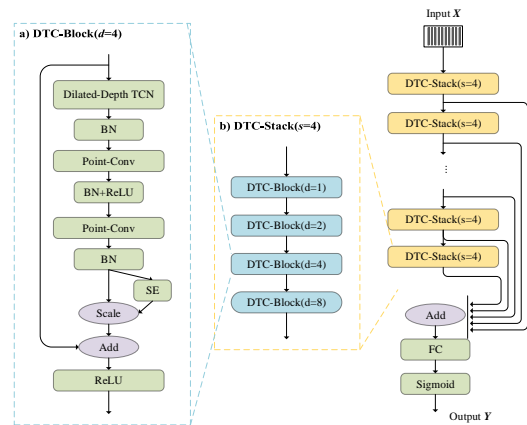 a) DTC-Block(d=4)
Dilated-Depth TCN
BN
Point-Conv
BN+ReLU
Point-Conv
BN
SE
Scale
Add
ReLU
b) DTC-Stack(s=4)
DTC-Block(d=1)
DTC-Block(d=2)
DTC-Block(d=4)
DTC-Block(d=8)
Input X
DTC-Stack(s=4)
DTC-Stack(s=4)
...
DTC-Stack(s=4)
DTC-Stack(s=4)
Add
FC
Sigmoid
Output Y